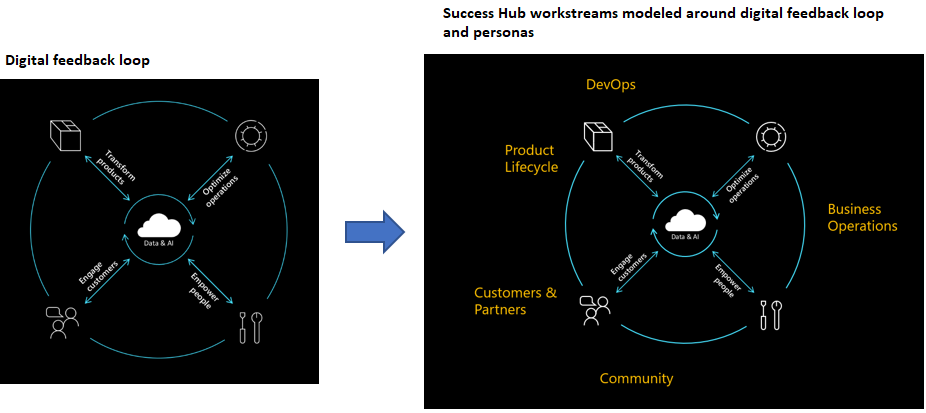 Success Hub workstreams modeled around digital feedback loop
and personas
Digital feedback loop
Transform
products
Optimize
operations
Data & AI
Engage
customers
Empower
people
DevOps
Product
Lifecycle
Transform
products
Optimize
operations
Business
Operations
Data & AI
Engage
customers
Empower
people
Customers &
Partners
Community